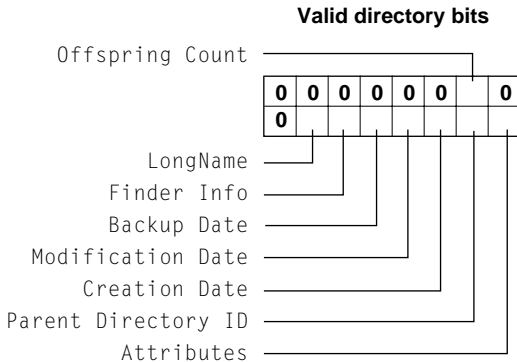 Valid directory bits
Offspring Count
0 0 0 0 0 0 0
0
LongName
Finder Info
Backup Date
Modification Date
Creation Date
Parent Directory ID
Attributes